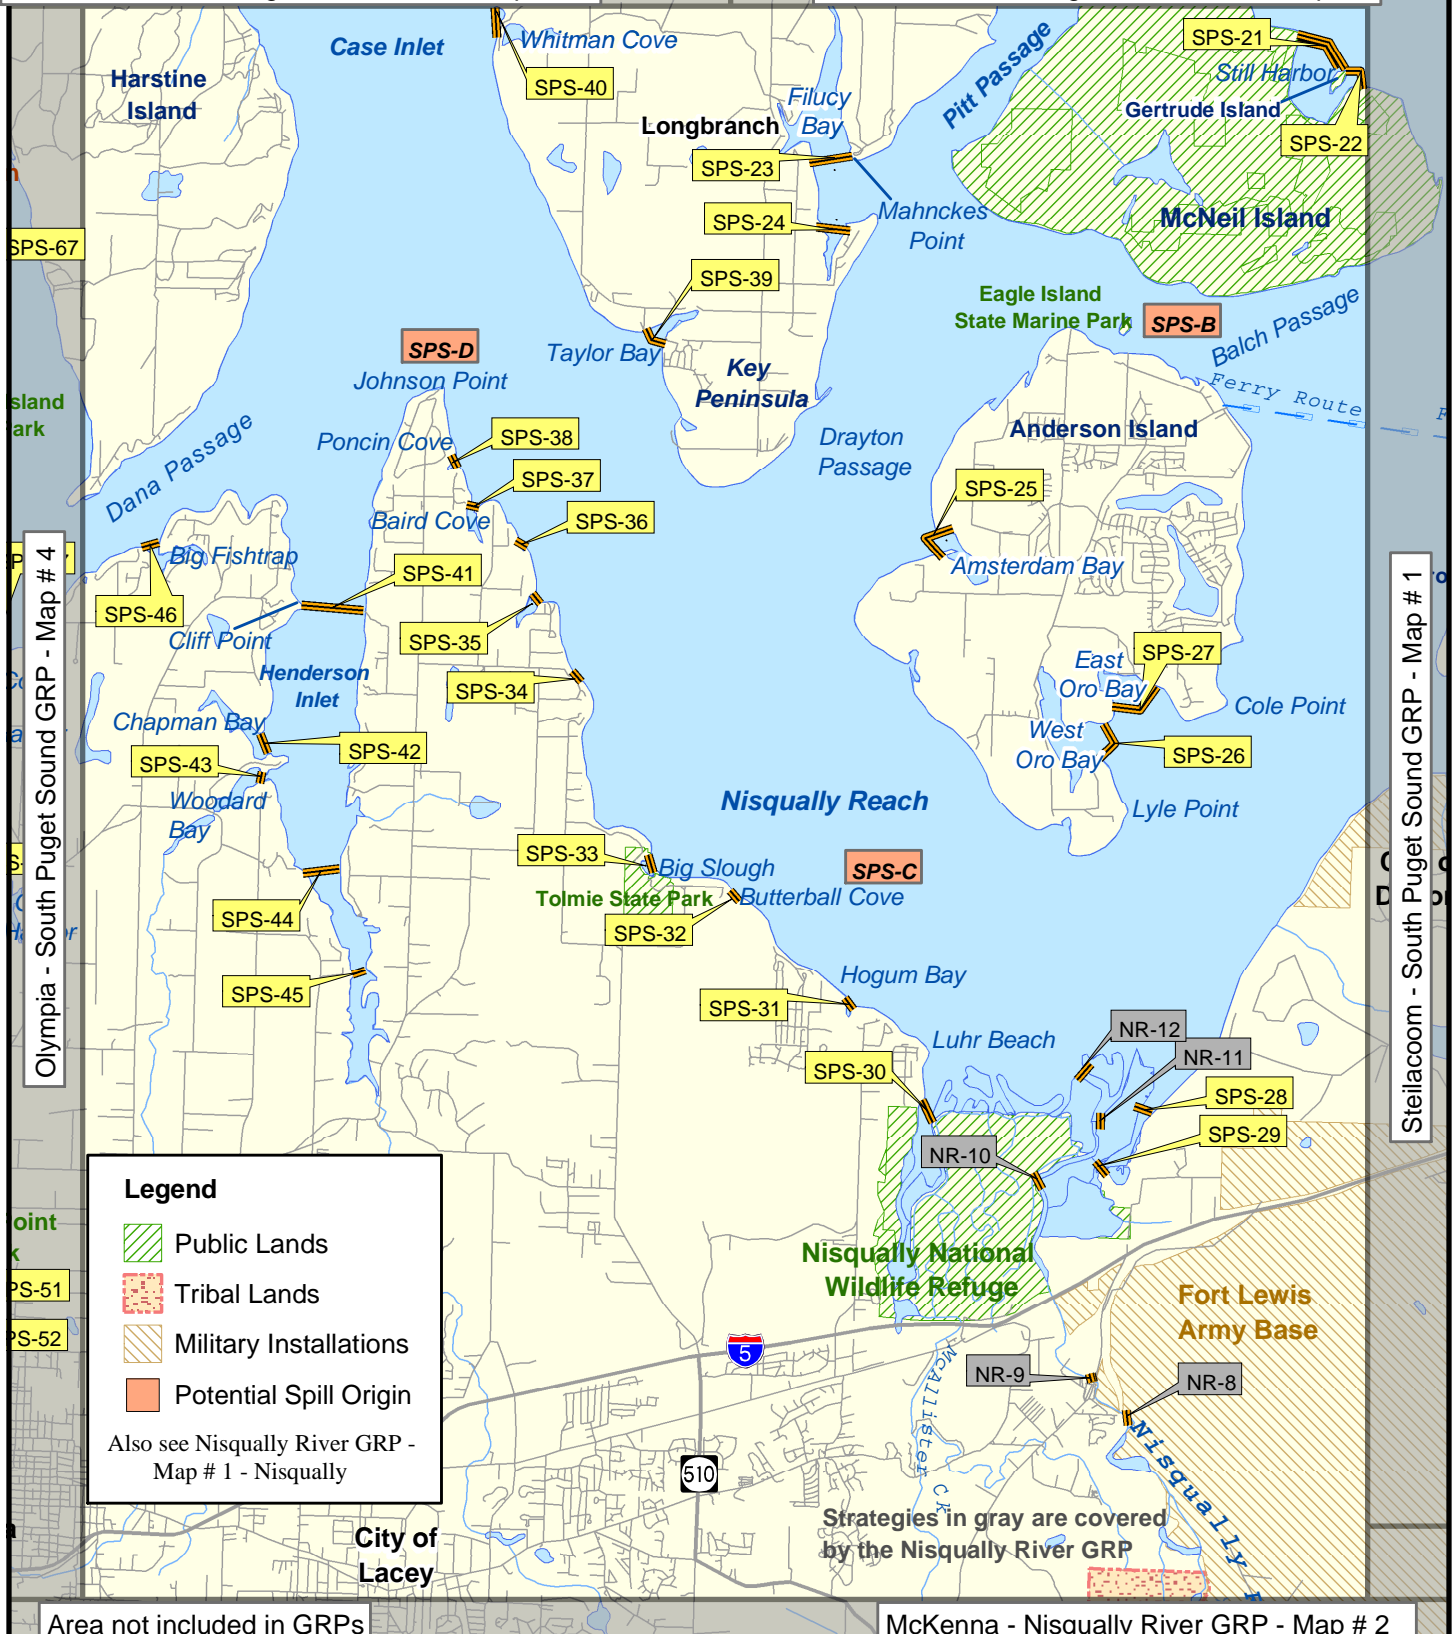 Case Inlet
Whitman Cove
SPS-40
Harstine
Island
Longbranch
Filucy
Bay
Pitt Passage
SPS-21
Still Harbor
Gertrude Island
SPS-22
SPS-23
Mahnckes
Point
McNeil Island
SPS-24
SPS-67
SPS-39
Eagle Island
State Marine Park
SPS-B
Balch Passage
Ferry Route
SPS-D
Johnson Point
Taylor Bay
Key
Peninsula
Drayton
Passage
Anderson Island
Dana Passage
Poncin Cove
SPS-38
SPS-37
SPS-36
Baird Cove
SPS-25
Amsterdam Bay
Big Fishtrap
SPS-46
SPS-41
Cliff Point
SPS-35
Henderson
Inlet
SPS-34
East
Oro Bay
SPS-27
Cole Point
West
Oro Bay
SPS-26
Lyle Point
Chapman Bay
SPS-42
SPS-43
Woodard
Bay
Nisqually Reach
SPS-33
Big Slough
SPS-C
Tolmie State Park
Butterball Cove
SPS-32
SPS-44
SPS-45
Hogum Bay
SPS-31
Luhr Beach
NR-12
NR-11
SPS-30
SPS-28
SPS-29
NR-10
Olympia - South Puget Sound GRP - Map # 4
Steilacoom - South Puget Sound GRP - Map # 1
Nisqually National
Wildlife Refuge
Fort Lewis
Army Base
5
NR-9
NR-8
McAllister Ck
Nisqually
510
Strategies in gray are covered
by the Nisqually River GRP
City of
Lacey
Legend
Public Lands
Tribal Lands
Military Installations
Potential Spill Origin
Also see Nisqually River GRP -
Map # 1 - Nisqually
sland
ark
oint
k
PS-51
PS-52
Area not included in GRPs
McKenna - Nisqually River GRP - Map # 2